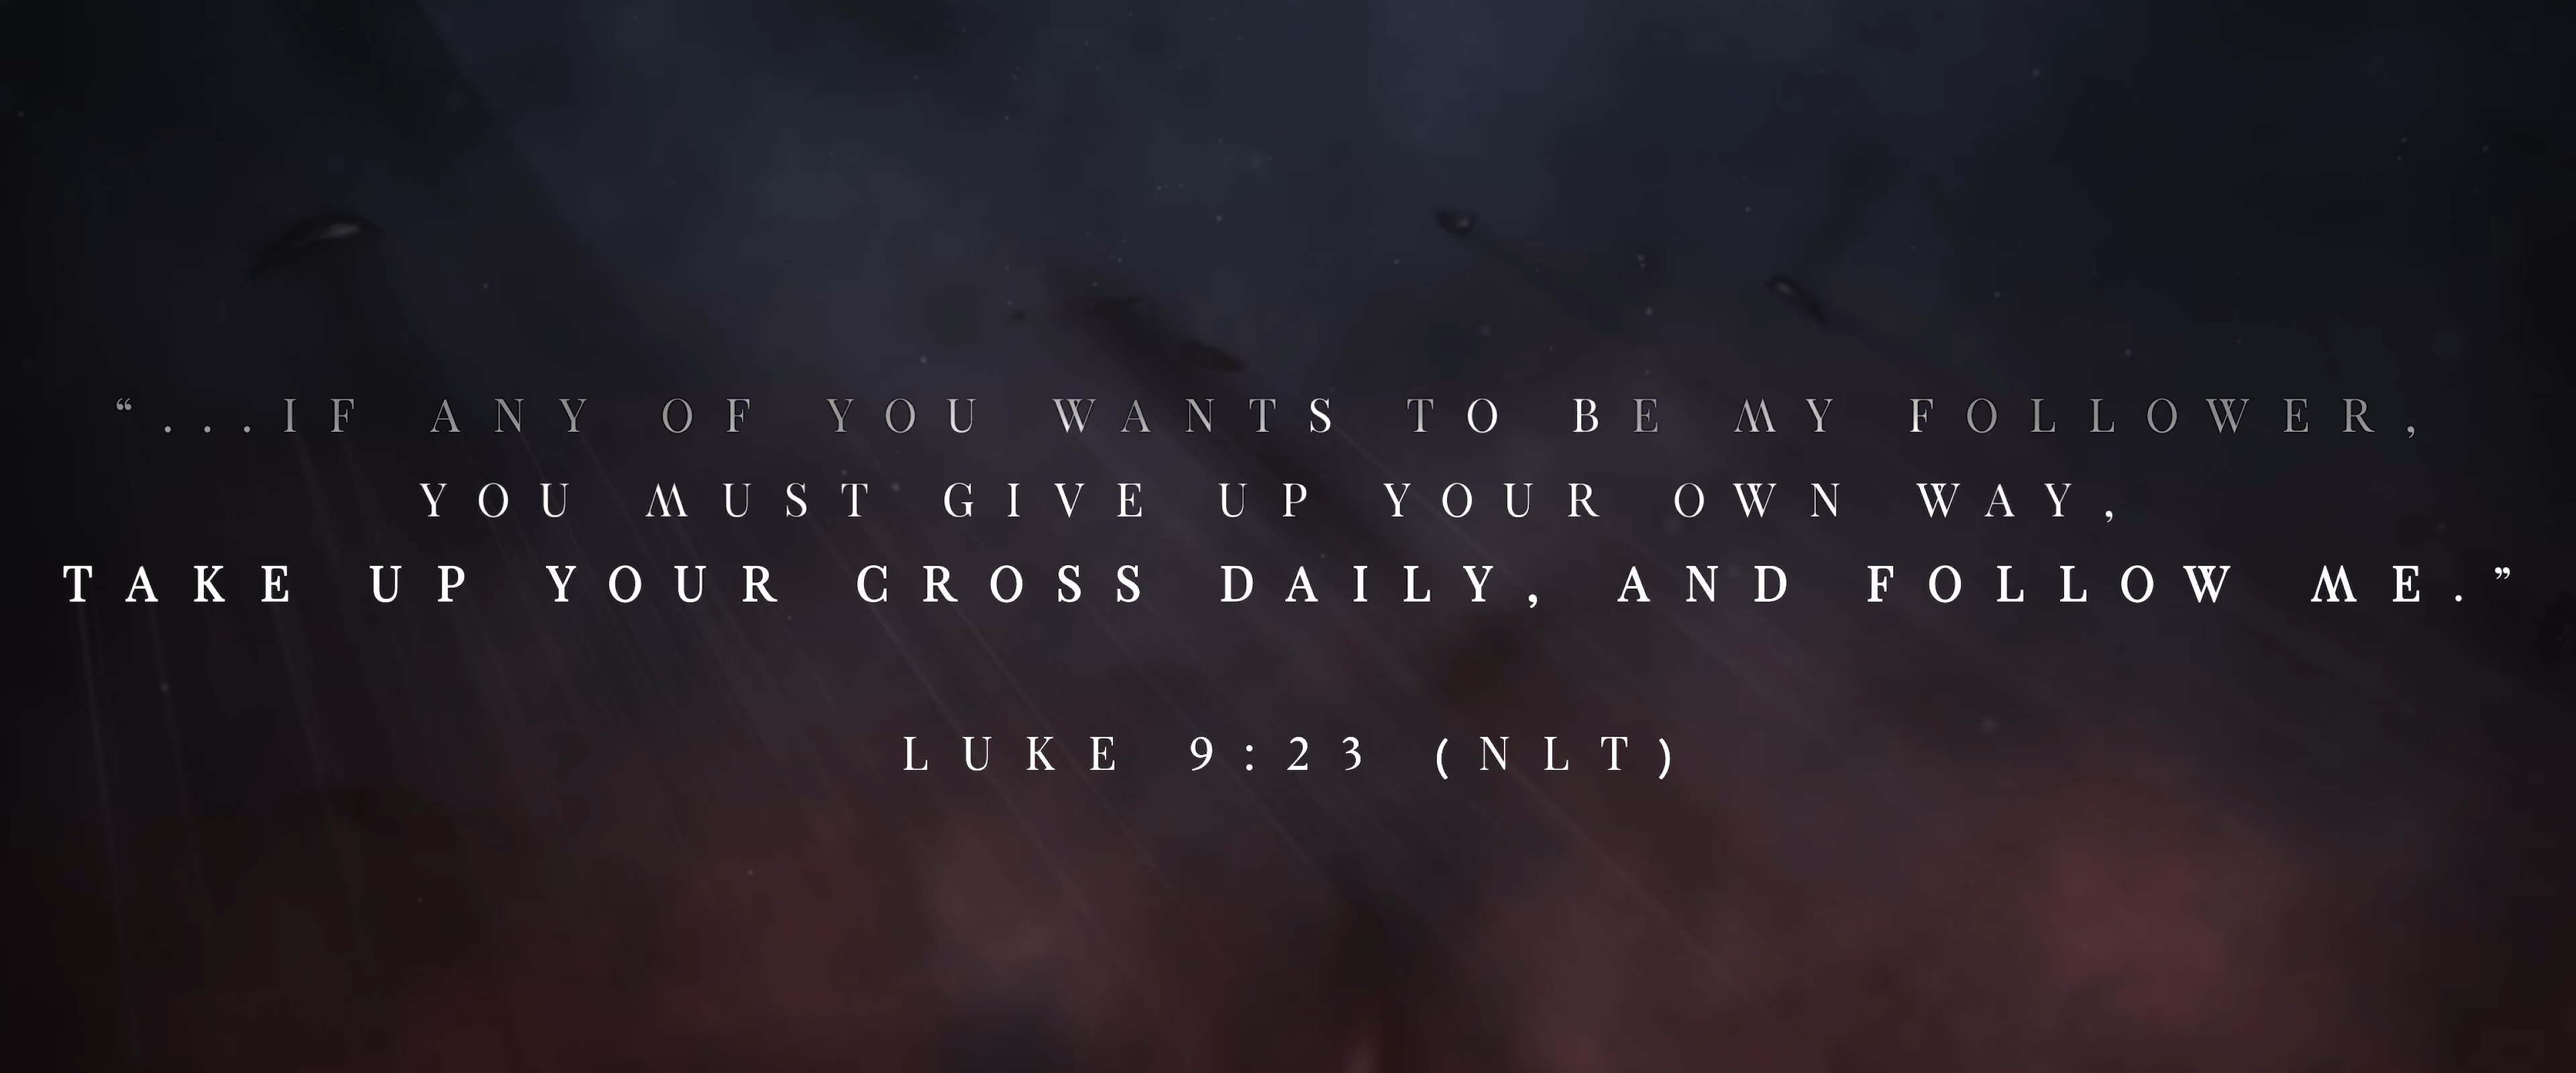 “...IF ANY OF YOU WANTS TO BE MY FOLLOWER,
YOU MUST GIVE UP YOUR OWN WAY,
TAKE UP YOUR CROSS DAILY, AND FOLLOW ME.”
LUKE 9:23 (NLT)